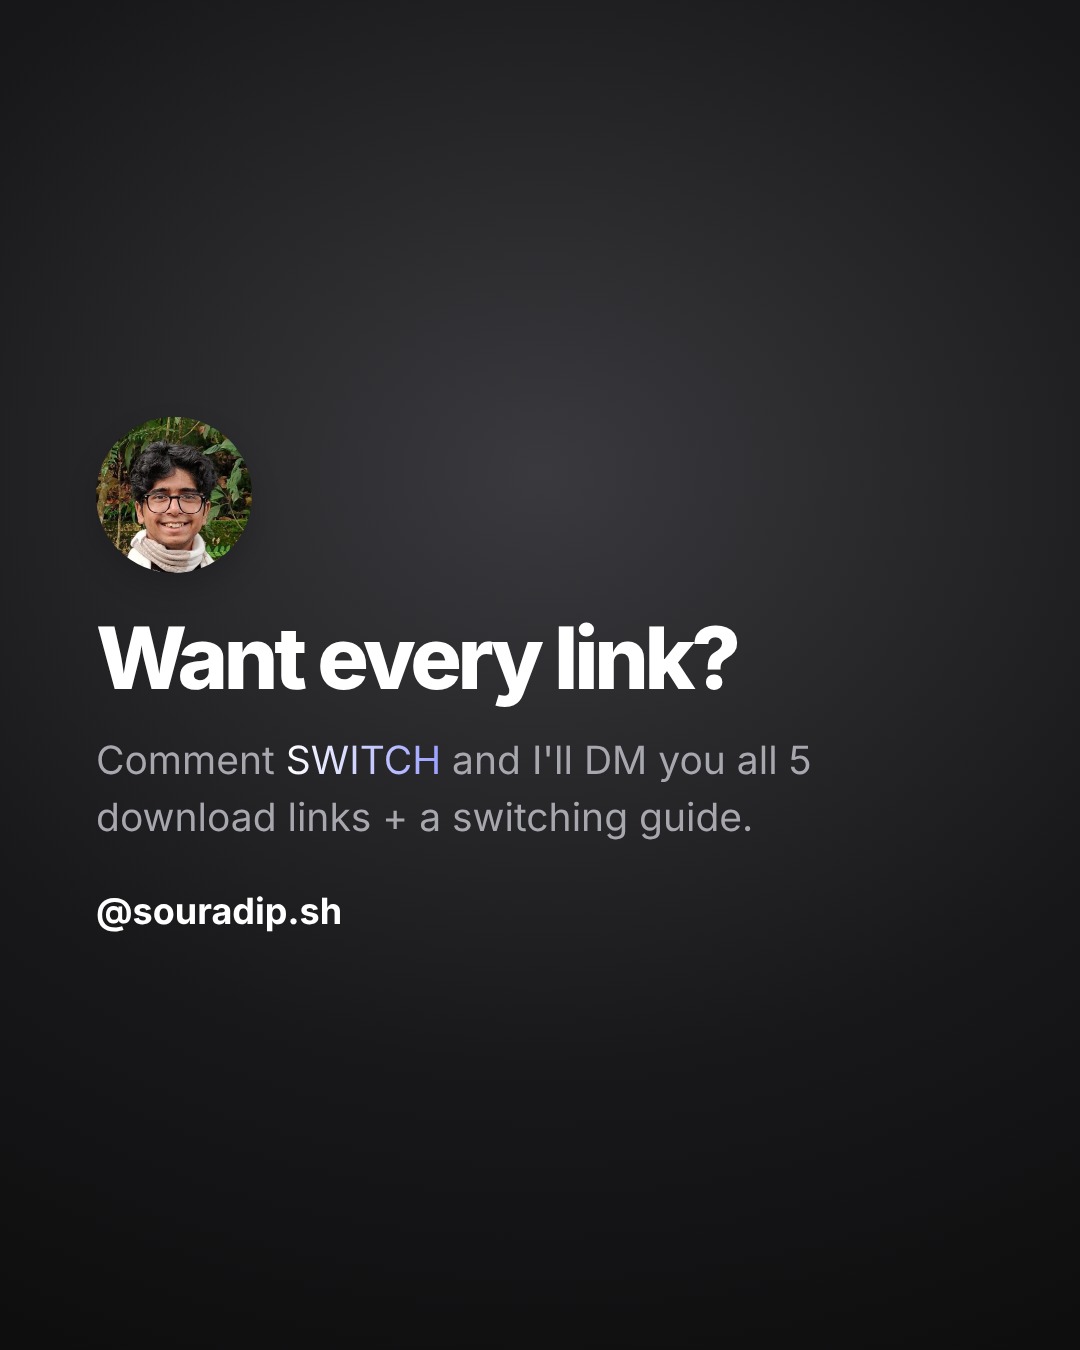 Want every link?
Comment SWITCH and I'll DM you all 5
download links + a switching guide.
@souradip.sh